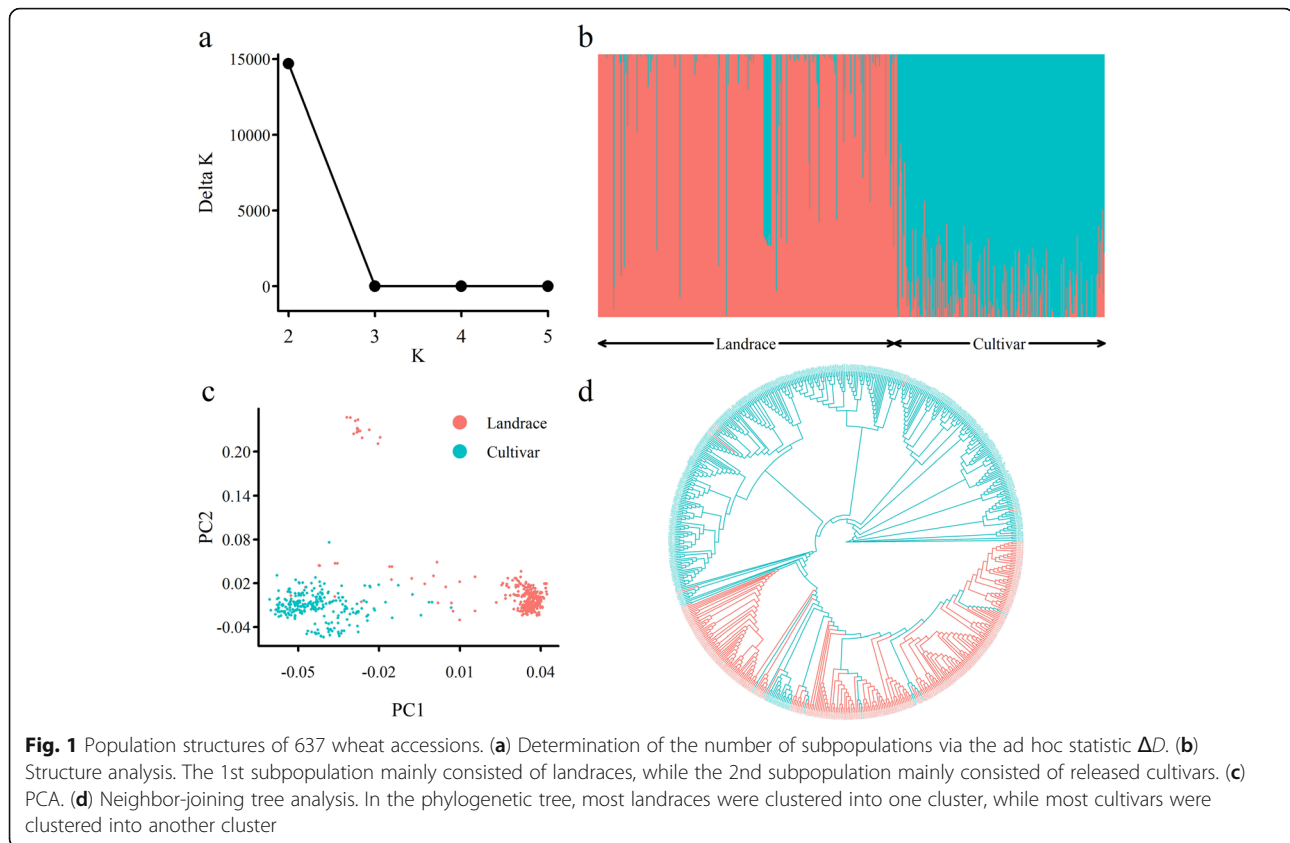 a
15000
10000
5000
0
Delta K
2 3 4 5
K
b
Landrace Cultivar
c
0.20
0.14
0.08
0.02
-0.04
PC2
Landrace
Cultivar
-0.05 -0.02 0.01 0.04
PC1
d
Fig. 1 Population structures of 637 wheat accessions. (a) Determination of the number of subpopulations via the ad hoc statistic ΔD. (b)
Structure analysis. The 1st subpopulation mainly consisted of landraces, while the 2nd subpopulation mainly consisted of released cultivars. (c)
PCA. (d) Neighbor-joining tree analysis. In the phylogenetic tree, most landraces were clustered into one cluster, while most cultivars were
clustered into another cluster